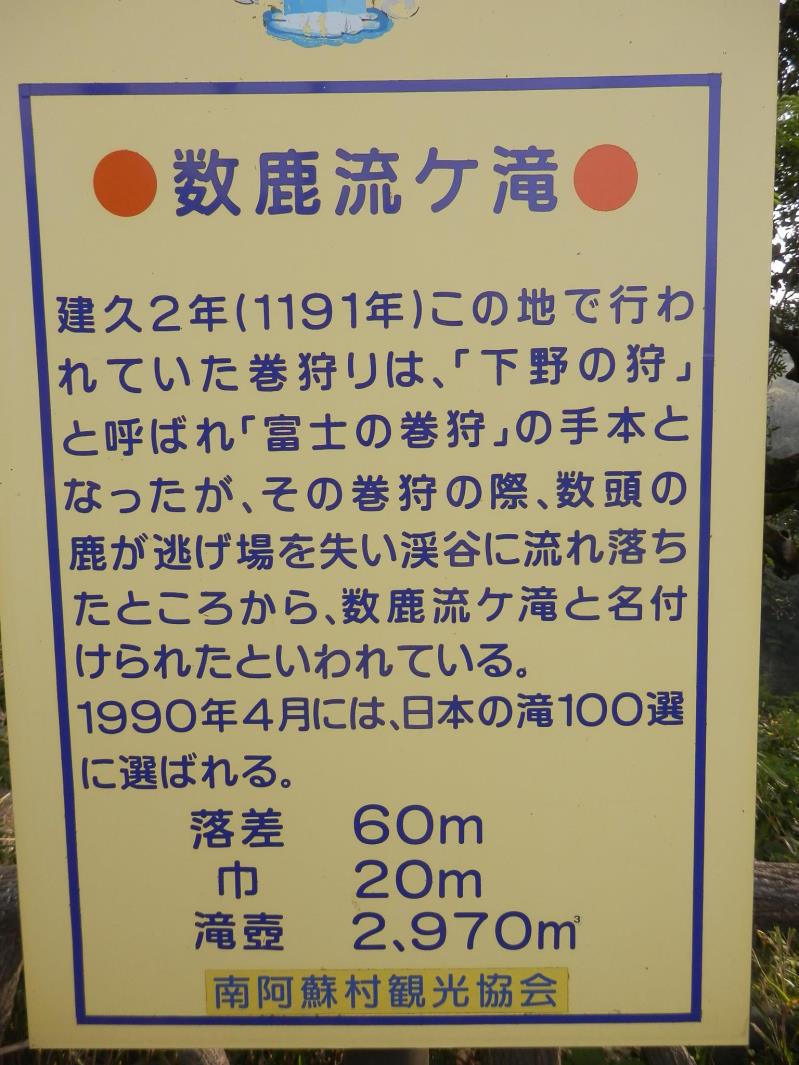 数鹿流ケ滝
建久2年(1191年)この地で行わ
れていた巻狩りは、「下野の狩」
と呼ばれ「富士の巻狩」の手本と
なったが、その巻狩の際、数頭の
鹿が逃げ場を失い渓谷に流れ落ち
たところから、数鹿流ケ滝と名付
けられたといわれている。
1990年4月には、日本の滝100選
に選ばれる。
落差 60m
巾 20m
滝壺 2、970m³
南阿蘇村観光協会